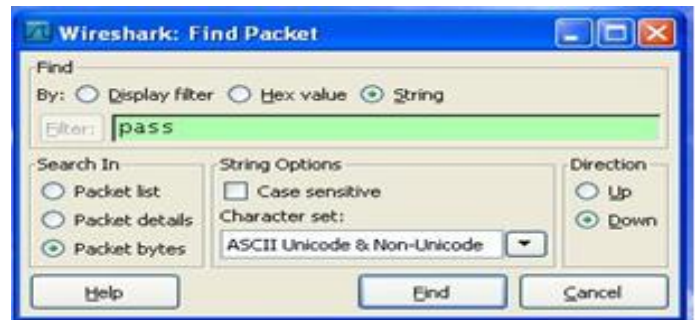 Wireshark: Find Packet
Find
By: Display filter Hex value String
Filter: pass
Search In
Packet list
Packet details
Packet bytes
String Options
Case sensitive
Character set:
ASCII Unicode & Non-Unicode
Direction
Up
Down
Help Find Cancel